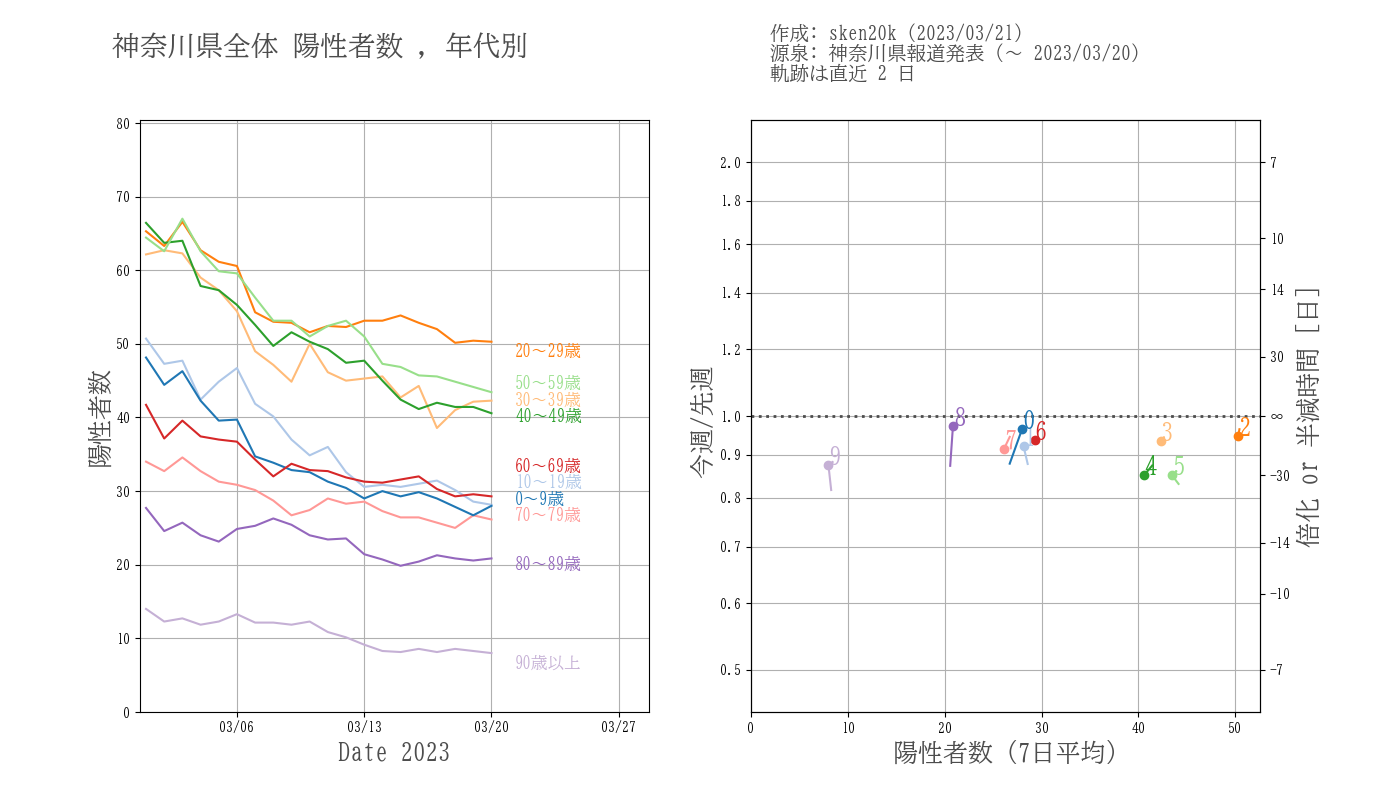 神奈川県全体 陽性者数 , 年代別
作成: sken20k (2023/03/21)
源泉: 神奈川県報道発表 (～ 2023/03/20)
軌跡は直近 2 日
陽性者数
80
70
60
50
40
30
20
10
0
20～29歳
50～59歳
30～39歳
40～49歳
60～69歳
10～19歳
0～9歳
70～79歳
80～89歳
90歳以上
03/06
03/13
03/20
03/27
Date 2023
今週/先週
2.0
1.8
1.6
1.4
1.2
1.0
0.9
0.8
0.7
0.6
0.5
9
8
7
0
1
6
4
3
5
2
7
10
14
30
∞
-30
-14
-10
-7
倍化 or 半減時間 [日]
0
10
20
30
40
50
陽性者数 (7日平均)